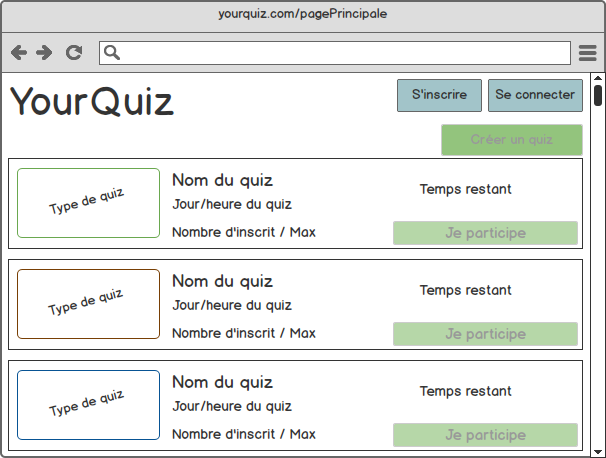 yourquiz.com/pagePrincipale
YourQuiz
S'inscrire
Se connecter
Créer un quiz
Type de quiz
Nom du quiz
Jour/heure du quiz
Nombre d'inscrit / Max
Temps restant
Je participe
Type de quiz
Nom du quiz
Jour/heure du quiz
Nombre d'inscrit / Max
Temps restant
Je participe
Type de quiz
Nom du quiz
Jour/heure du quiz
Nombre d'inscrit / Max
Temps restant
Je participe